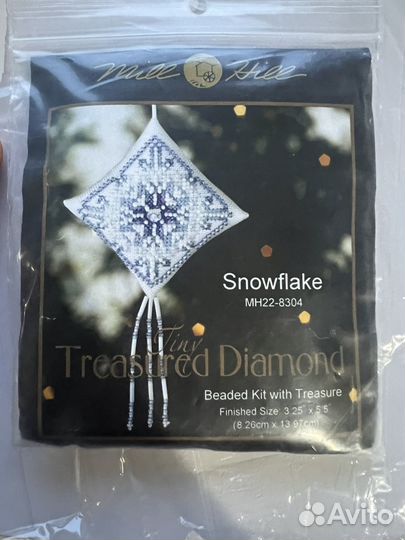 Mill Hill
Snowflake
MH22-8304
Tiny
Treasured Diamond
Beaded Kit with Treasure
Finished Size: 3.25" x 5.5"
(8.26cm x 13.97cm)
Avito